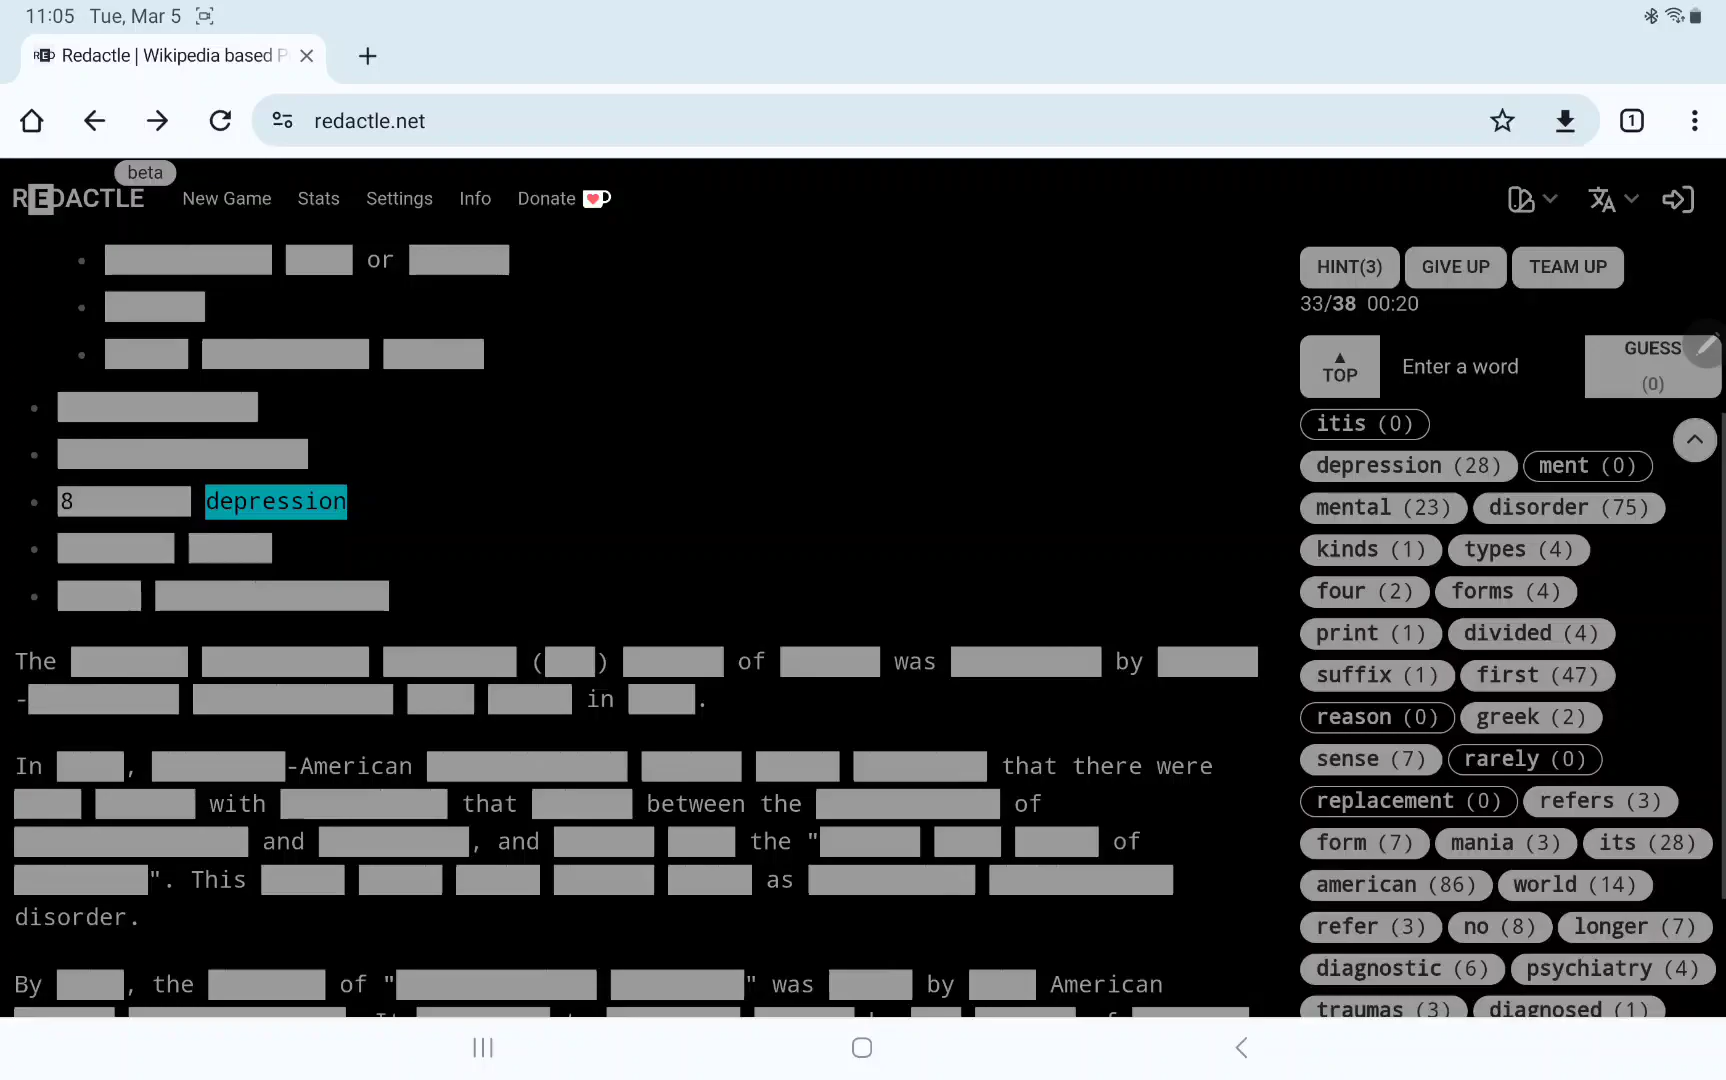 11:05 Tue, Mar 5
Redactle | Wikipedia based P
redactle.net
1
beta
REDACTLE New Game Stats Settings Info Donate
or
8 depression
The ( ) of was by
- in .
In , -American that there were
with that between the of
and , and the " of
". This as
disorder.
By , the of " " was by American
HINT(3) GIVE UP TEAM UP
33/38 00:20
▲ TOP Enter a word GUESS (0)
itis (0)
depression (28) ment (0)
mental (23) disorder (75)
kinds (1) types (4)
four (2) forms (4)
print (1) divided (4)
suffix (1) first (47)
reason (0) greek (2)
sense (7) rarely (0)
replacement (0) refers (3)
form (7) mania (3) its (28)
american (86) world (14)
refer (3) no (8) longer (7)
diagnostic (6) psychiatry (4)
traumas (3) diagnosed (1)